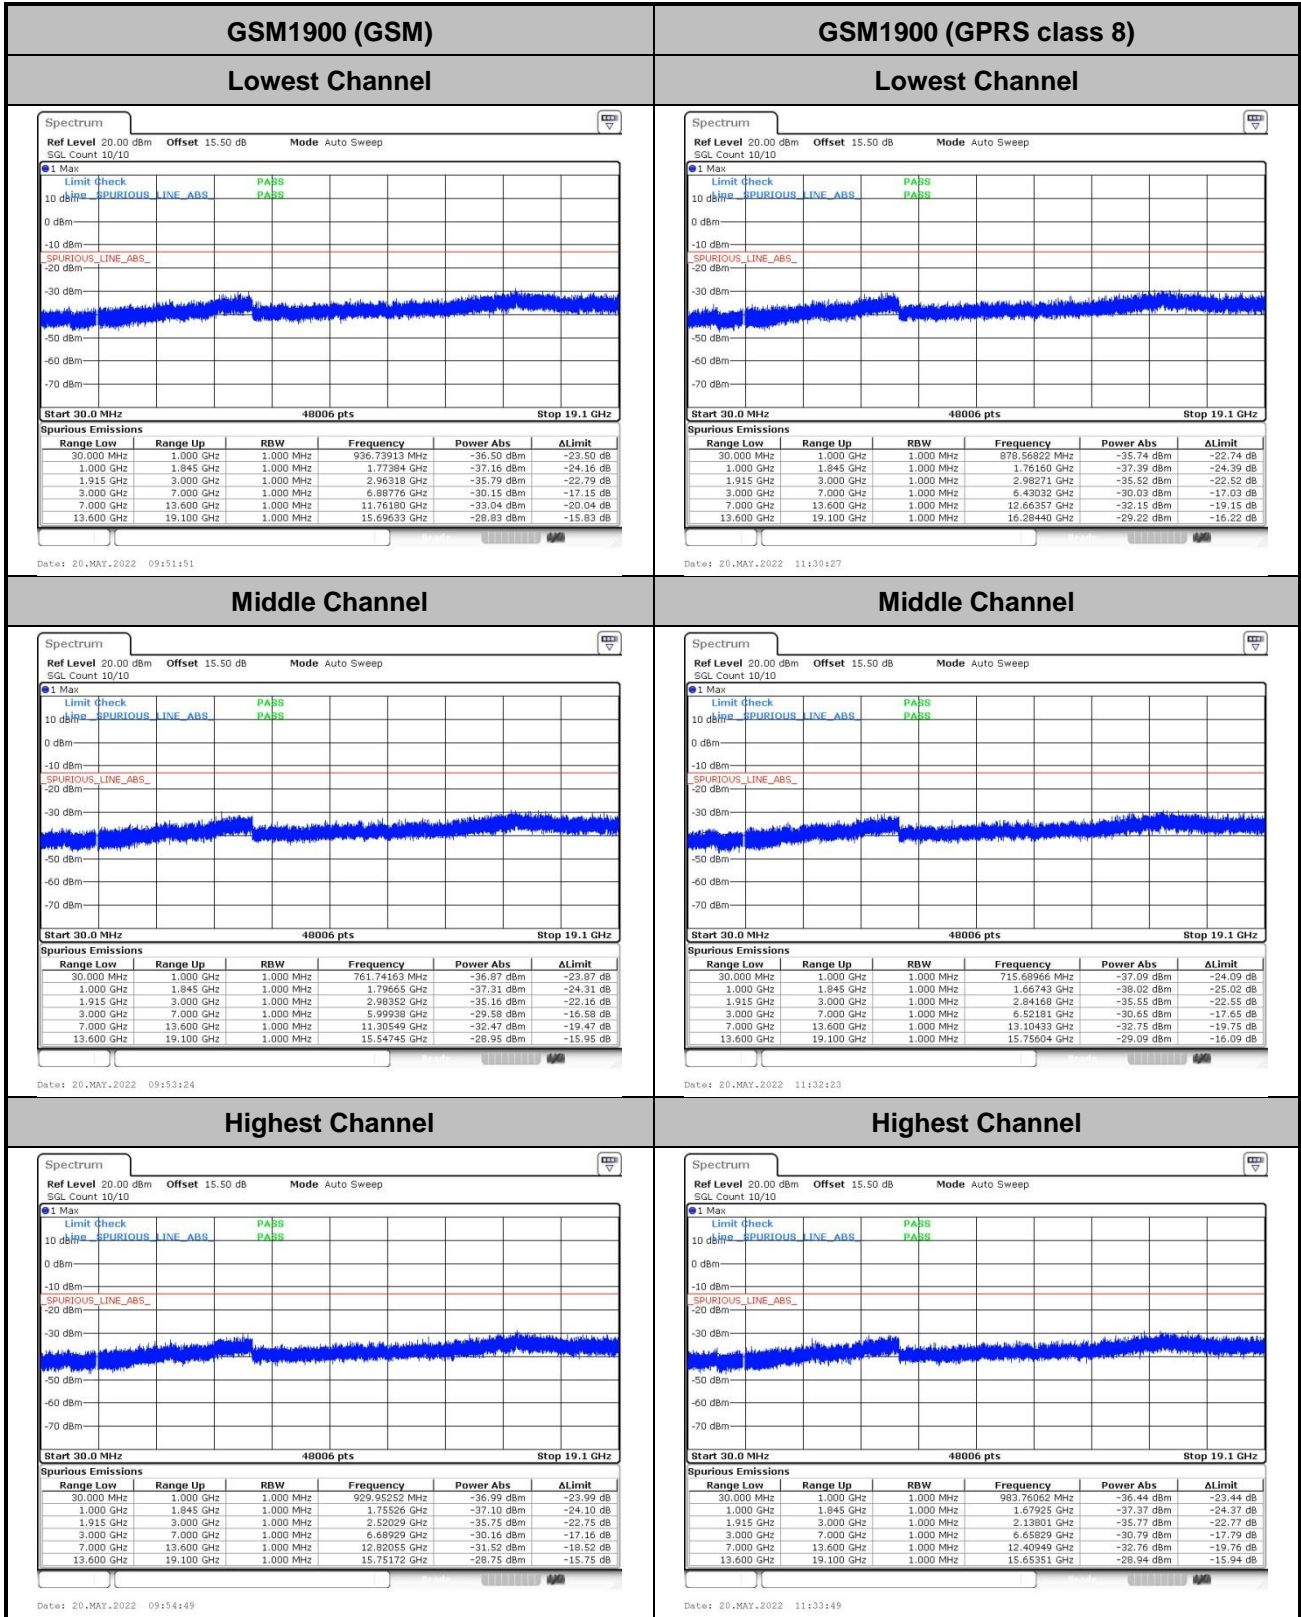 GSM1900 (GSM)
GSM1900 (GPRS class 8)
Lowest Channel
Lowest Channel
Spectrum
Ref Level 20.00 dBm Offset 15.50 dB Mode Auto Sweep
SGL Count 10/10
1 Max
Limit Check PASS
10 dBm Line _SPURIOUS_LINE_ABS_ PASS
0 dBm
-10 dBm
_SPURIOUS_LINE_ABS_
-20 dBm
-30 dBm
-50 dBm
-60 dBm
-70 dBm
Start 30.0 MHz 48006 pts Stop 19.1 GHz
Spurious Emissions
Range Low Range Up RBW Frequency Power Abs ΔLimit
30.000 MHz 1.000 GHz 1.000 MHz 936.73913 MHz -36.50 dBm -23.50 dB
1.000 GHz 1.845 GHz 1.000 MHz 1.77384 GHz -37.16 dBm -24.16 dB
1.915 GHz 3.000 GHz 1.000 MHz 2.96318 GHz -35.79 dBm -22.79 dB
3.000 GHz 7.000 GHz 1.000 MHz 6.88776 GHz -30.15 dBm -17.15 dB
7.000 GHz 13.600 GHz 1.000 MHz 11.76180 GHz -33.04 dBm -20.04 dB
13.600 GHz 19.100 GHz 1.000 MHz 15.69633 GHz -28.83 dBm -15.83 dB
Date: 20.MAY.2022 09:51:51
Spectrum
Ref Level 20.00 dBm Offset 15.50 dB Mode Auto Sweep
SGL Count 10/10
1 Max
Limit Check PASS
10 dBm Line _SPURIOUS_LINE_ABS_ PASS
0 dBm
-10 dBm
_SPURIOUS_LINE_ABS_
-20 dBm
-30 dBm
-50 dBm
-60 dBm
-70 dBm
Start 30.0 MHz 48006 pts Stop 19.1 GHz
Spurious Emissions
Range Low Range Up RBW Frequency Power Abs ΔLimit
30.000 MHz 1.000 GHz 1.000 MHz 878.56822 MHz -35.74 dBm -22.74 dB
1.000 GHz 1.845 GHz 1.000 MHz 1.76160 GHz -37.39 dBm -24.39 dB
1.915 GHz 3.000 GHz 1.000 MHz 2.98271 GHz -35.52 dBm -22.52 dB
3.000 GHz 7.000 GHz 1.000 MHz 6.43032 GHz -30.03 dBm -17.03 dB
7.000 GHz 13.600 GHz 1.000 MHz 12.66357 GHz -32.15 dBm -19.15 dB
13.600 GHz 19.100 GHz 1.000 MHz 16.28440 GHz -29.22 dBm -16.22 dB
Date: 20.MAY.2022 11:30:27
Middle Channel
Middle Channel
Spectrum
Ref Level 20.00 dBm Offset 15.50 dB Mode Auto Sweep
SGL Count 10/10
1 Max
Limit Check PASS
10 dBm Line _SPURIOUS_LINE_ABS_ PASS
0 dBm
-10 dBm
_SPURIOUS_LINE_ABS_
-20 dBm
-30 dBm
-50 dBm
-60 dBm
-70 dBm
Start 30.0 MHz 48006 pts Stop 19.1 GHz
Spurious Emissions
Range Low Range Up RBW Frequency Power Abs ΔLimit
30.000 MHz 1.000 GHz 1.000 MHz 761.74163 MHz -36.87 dBm -23.87 dB
1.000 GHz 1.845 GHz 1.000 MHz 1.79665 GHz -37.31 dBm -24.31 dB
1.915 GHz 3.000 GHz 1.000 MHz 2.98352 GHz -35.16 dBm -22.16 dB
3.000 GHz 7.000 GHz 1.000 MHz 5.99938 GHz -29.58 dBm -16.58 dB
7.000 GHz 13.600 GHz 1.000 MHz 11.30549 GHz -32.47 dBm -19.47 dB
13.600 GHz 19.100 GHz 1.000 MHz 15.54745 GHz -28.95 dBm -15.95 dB
Date: 20.MAY.2022 09:53:24
Spectrum
Ref Level 20.00 dBm Offset 15.50 dB Mode Auto Sweep
SGL Count 10/10
1 Max
Limit Check PASS
10 dBm Line _SPURIOUS_LINE_ABS_ PASS
0 dBm
-10 dBm
_SPURIOUS_LINE_ABS_
-20 dBm
-30 dBm
-50 dBm
-60 dBm
-70 dBm
Start 30.0 MHz 48006 pts Stop 19.1 GHz
Spurious Emissions
Range Low Range Up RBW Frequency Power Abs ΔLimit
30.000 MHz 1.000 GHz 1.000 MHz 715.68966 MHz -37.09 dBm -24.09 dB
1.000 GHz 1.845 GHz 1.000 MHz 1.66743 GHz -38.02 dBm -25.02 dB
1.915 GHz 3.000 GHz 1.000 MHz 2.84168 GHz -35.55 dBm -22.55 dB
3.000 GHz 7.000 GHz 1.000 MHz 6.52181 GHz -30.65 dBm -17.65 dB
7.000 GHz 13.600 GHz 1.000 MHz 13.10433 GHz -32.75 dBm -19.75 dB
13.600 GHz 19.100 GHz 1.000 MHz 15.75604 GHz -29.09 dBm -16.09 dB
Date: 20.MAY.2022 11:32:23
Highest Channel
Highest Channel
Spectrum
Ref Level 20.00 dBm Offset 15.50 dB Mode Auto Sweep
SGL Count 10/10
1 Max
Limit Check PASS
10 dBm Line _SPURIOUS_LINE_ABS_ PASS
0 dBm
-10 dBm
_SPURIOUS_LINE_ABS_
-20 dBm
-30 dBm
-50 dBm
-60 dBm
-70 dBm
Start 30.0 MHz 48006 pts Stop 19.1 GHz
Spurious Emissions
Range Low Range Up RBW Frequency Power Abs ΔLimit
30.000 MHz 1.000 GHz 1.000 MHz 929.95252 MHz -36.99 dBm -23.99 dB
1.000 GHz 1.845 GHz 1.000 MHz 1.75526 GHz -37.10 dBm -24.10 dB
1.915 GHz 3.000 GHz 1.000 MHz 2.52029 GHz -35.75 dBm -22.75 dB
3.000 GHz 7.000 GHz 1.000 MHz 6.68929 GHz -30.16 dBm -17.16 dB
7.000 GHz 13.600 GHz 1.000 MHz 12.82055 GHz -31.52 dBm -18.52 dB
13.600 GHz 19.100 GHz 1.000 MHz 15.75172 GHz -28.75 dBm -15.75 dB
Date: 20.MAY.2022 09:54:49
Spectrum
Ref Level 20.00 dBm Offset 15.50 dB Mode Auto Sweep
SGL Count 10/10
1 Max
Limit Check PASS
10 dBm Line _SPURIOUS_LINE_ABS_ PASS
0 dBm
-10 dBm
_SPURIOUS_LINE_ABS_
-20 dBm
-30 dBm
-50 dBm
-60 dBm
-70 dBm
Start 30.0 MHz 48006 pts Stop 19.1 GHz
Spurious Emissions
Range Low Range Up RBW Frequency Power Abs ΔLimit
30.000 MHz 1.000 GHz 1.000 MHz 983.76062 MHz -36.44 dBm -23.44 dB
1.000 GHz 1.845 GHz 1.000 MHz 1.67925 GHz -37.37 dBm -24.37 dB
1.915 GHz 3.000 GHz 1.000 MHz 2.13801 GHz -35.77 dBm -22.77 dB
3.000 GHz 7.000 GHz 1.000 MHz 6.65829 GHz -30.79 dBm -17.79 dB
7.000 GHz 13.600 GHz 1.000 MHz 12.40949 GHz -32.76 dBm -19.76 dB
13.600 GHz 19.100 GHz 1.000 MHz 15.65351 GHz -28.94 dBm -15.94 dB
Date: 20.MAY.2022 11:33:49